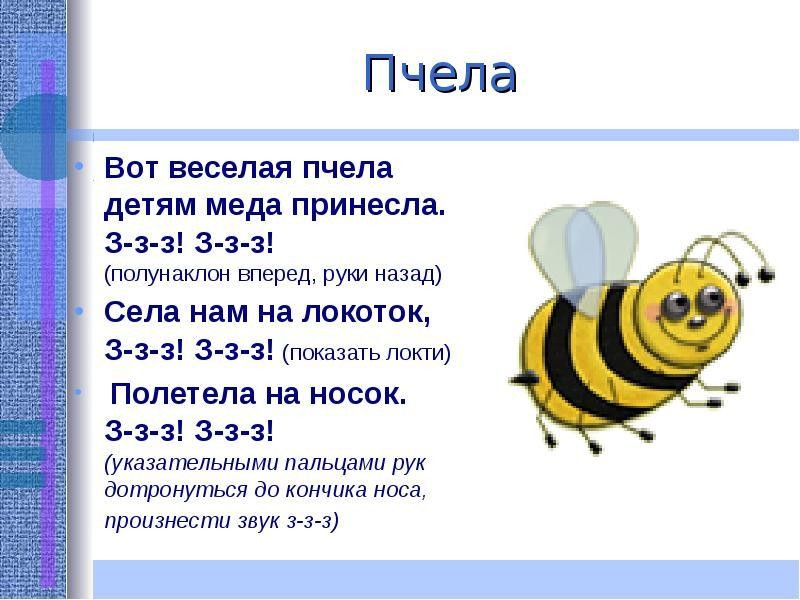 Пчела
• Вот веселая пчела
детям меда принесла.
З-з-з! З-з-з!
(полунаклон вперед, руки назад)
• Села нам на локоток,
З-з-з! З-з-з! (показать локти)
• Полетела на носок.
З-з-з! З-з-з!
(указательными пальцами рук
дотронуться до кончика носа,
произнести звук з-з-з)